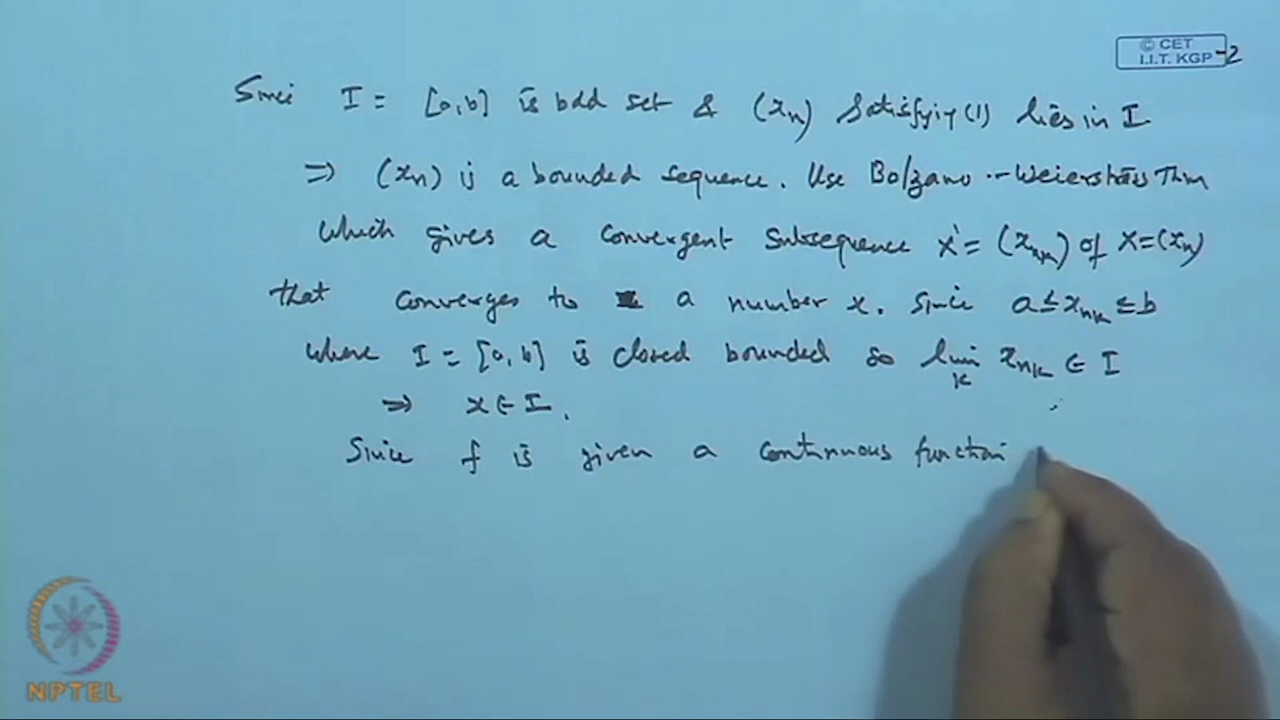 © CET
I.I.T. KGP -2
Since I = [a,b] is bdd set & (xₙ) satisfying (1) lies in I
⇒ (xₙ) is a bounded sequence. Use Bolzano-Weierstrass Thm
which gives a convergent subsequence X' = (xₙₖ) of X=(xₙ)
that converges to a number x. Since a≤xₙₖ≤b
where I = [a,b] is closed bounded so lim xₙₖ ∈ I
k
⇒ x∈I.
Since f is given a continuous function
NPTEL